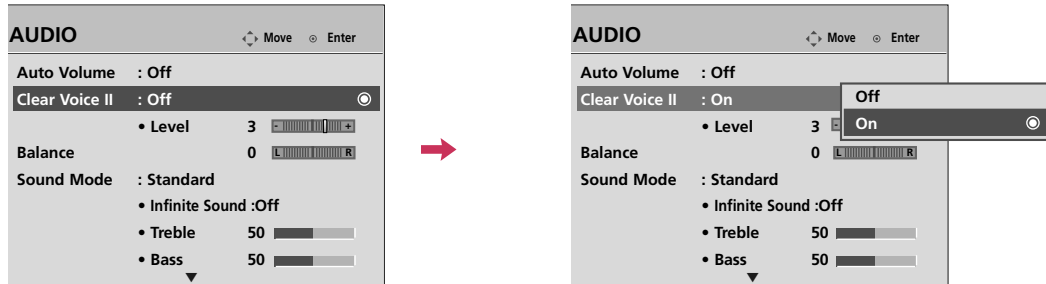 AUDIO Move Enter
Auto Volume : Off
Clear Voice II : Off
• Level 3 - +
Balance 0 L R
Sound Mode : Standard
• Infinite Sound :Off
• Treble 50
• Bass 50
AUDIO Move Enter
Auto Volume : Off
Clear Voice II : On
• Level 3 -
Balance 0 L R
Sound Mode : Standard
• Infinite Sound :Off
• Treble 50
• Bass 50
Off
On